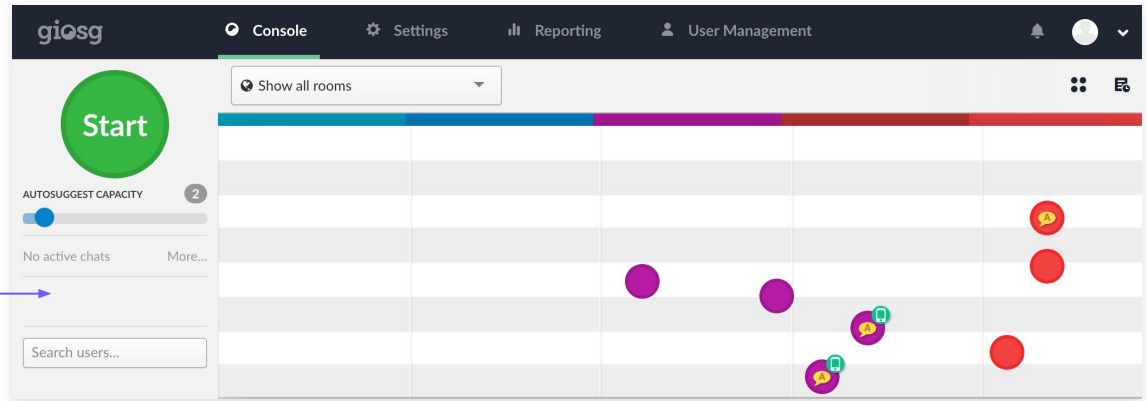 giosg
Console
Settings
Reporting
User Management
Show all rooms
Start
AUTOSUGGEST CAPACITY
2
No active chats
More...
Search users...
A
A
A